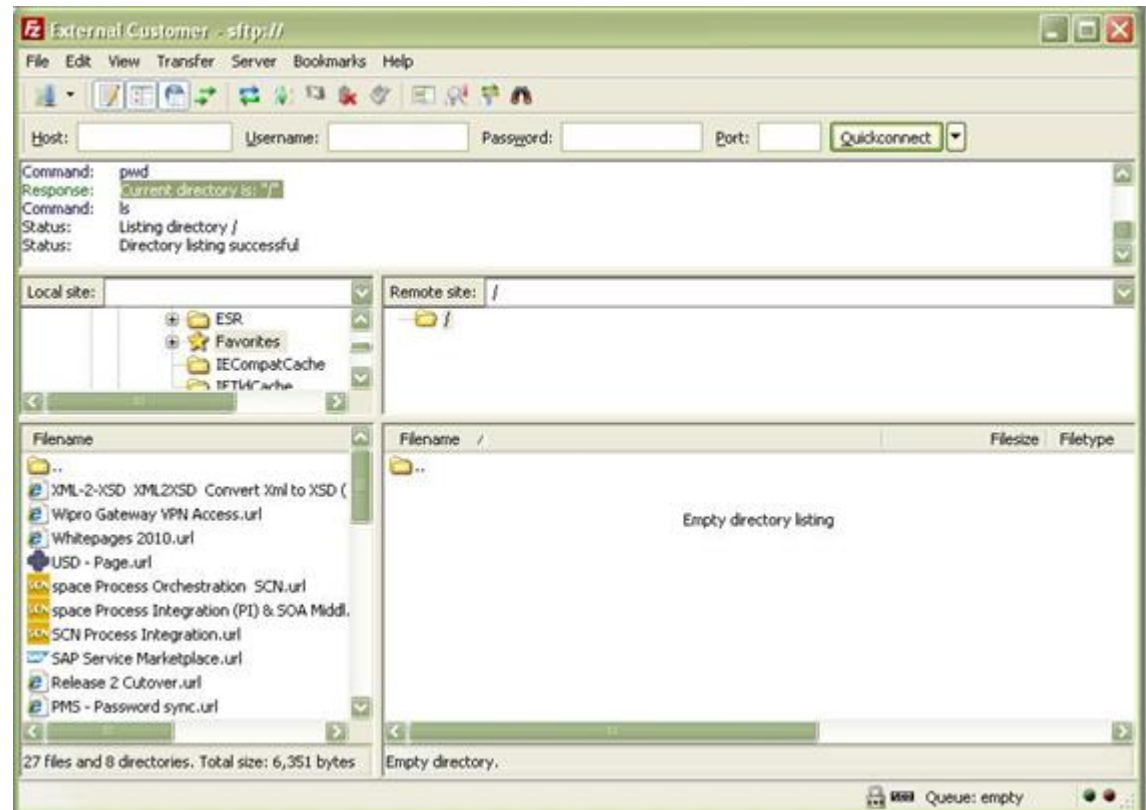 External Customer - sftp://
File Edit View Transfer Server Bookmarks Help
Host: Username: Password: Port: Quickconnect
Command: pwd
Response: Current directory is: "/"
Command: ls
Status: Listing directory /
Status: Directory listing successful
Local site:
ESR
Favorites
IECompatCache
IETldCache
Remote site: /
/
Filename
..
XML-2-XSD XML2XSD Convert Xml to XSD (
Wipro Gateway VPN Access.url
Whitepages 2010.url
USD - Page.url
space Process Orchestration SCN.url
space Process Integration (PI) & SOA Middl.
SCN Process Integration.url
SAP Service Marketplace.url
Release 2 Cutover.url
PMS - Password sync.url
27 files and 8 directories. Total size: 6,351 bytes
Filename / Filesize Filetype
..
Empty directory listing
Empty directory.
Queue: empty